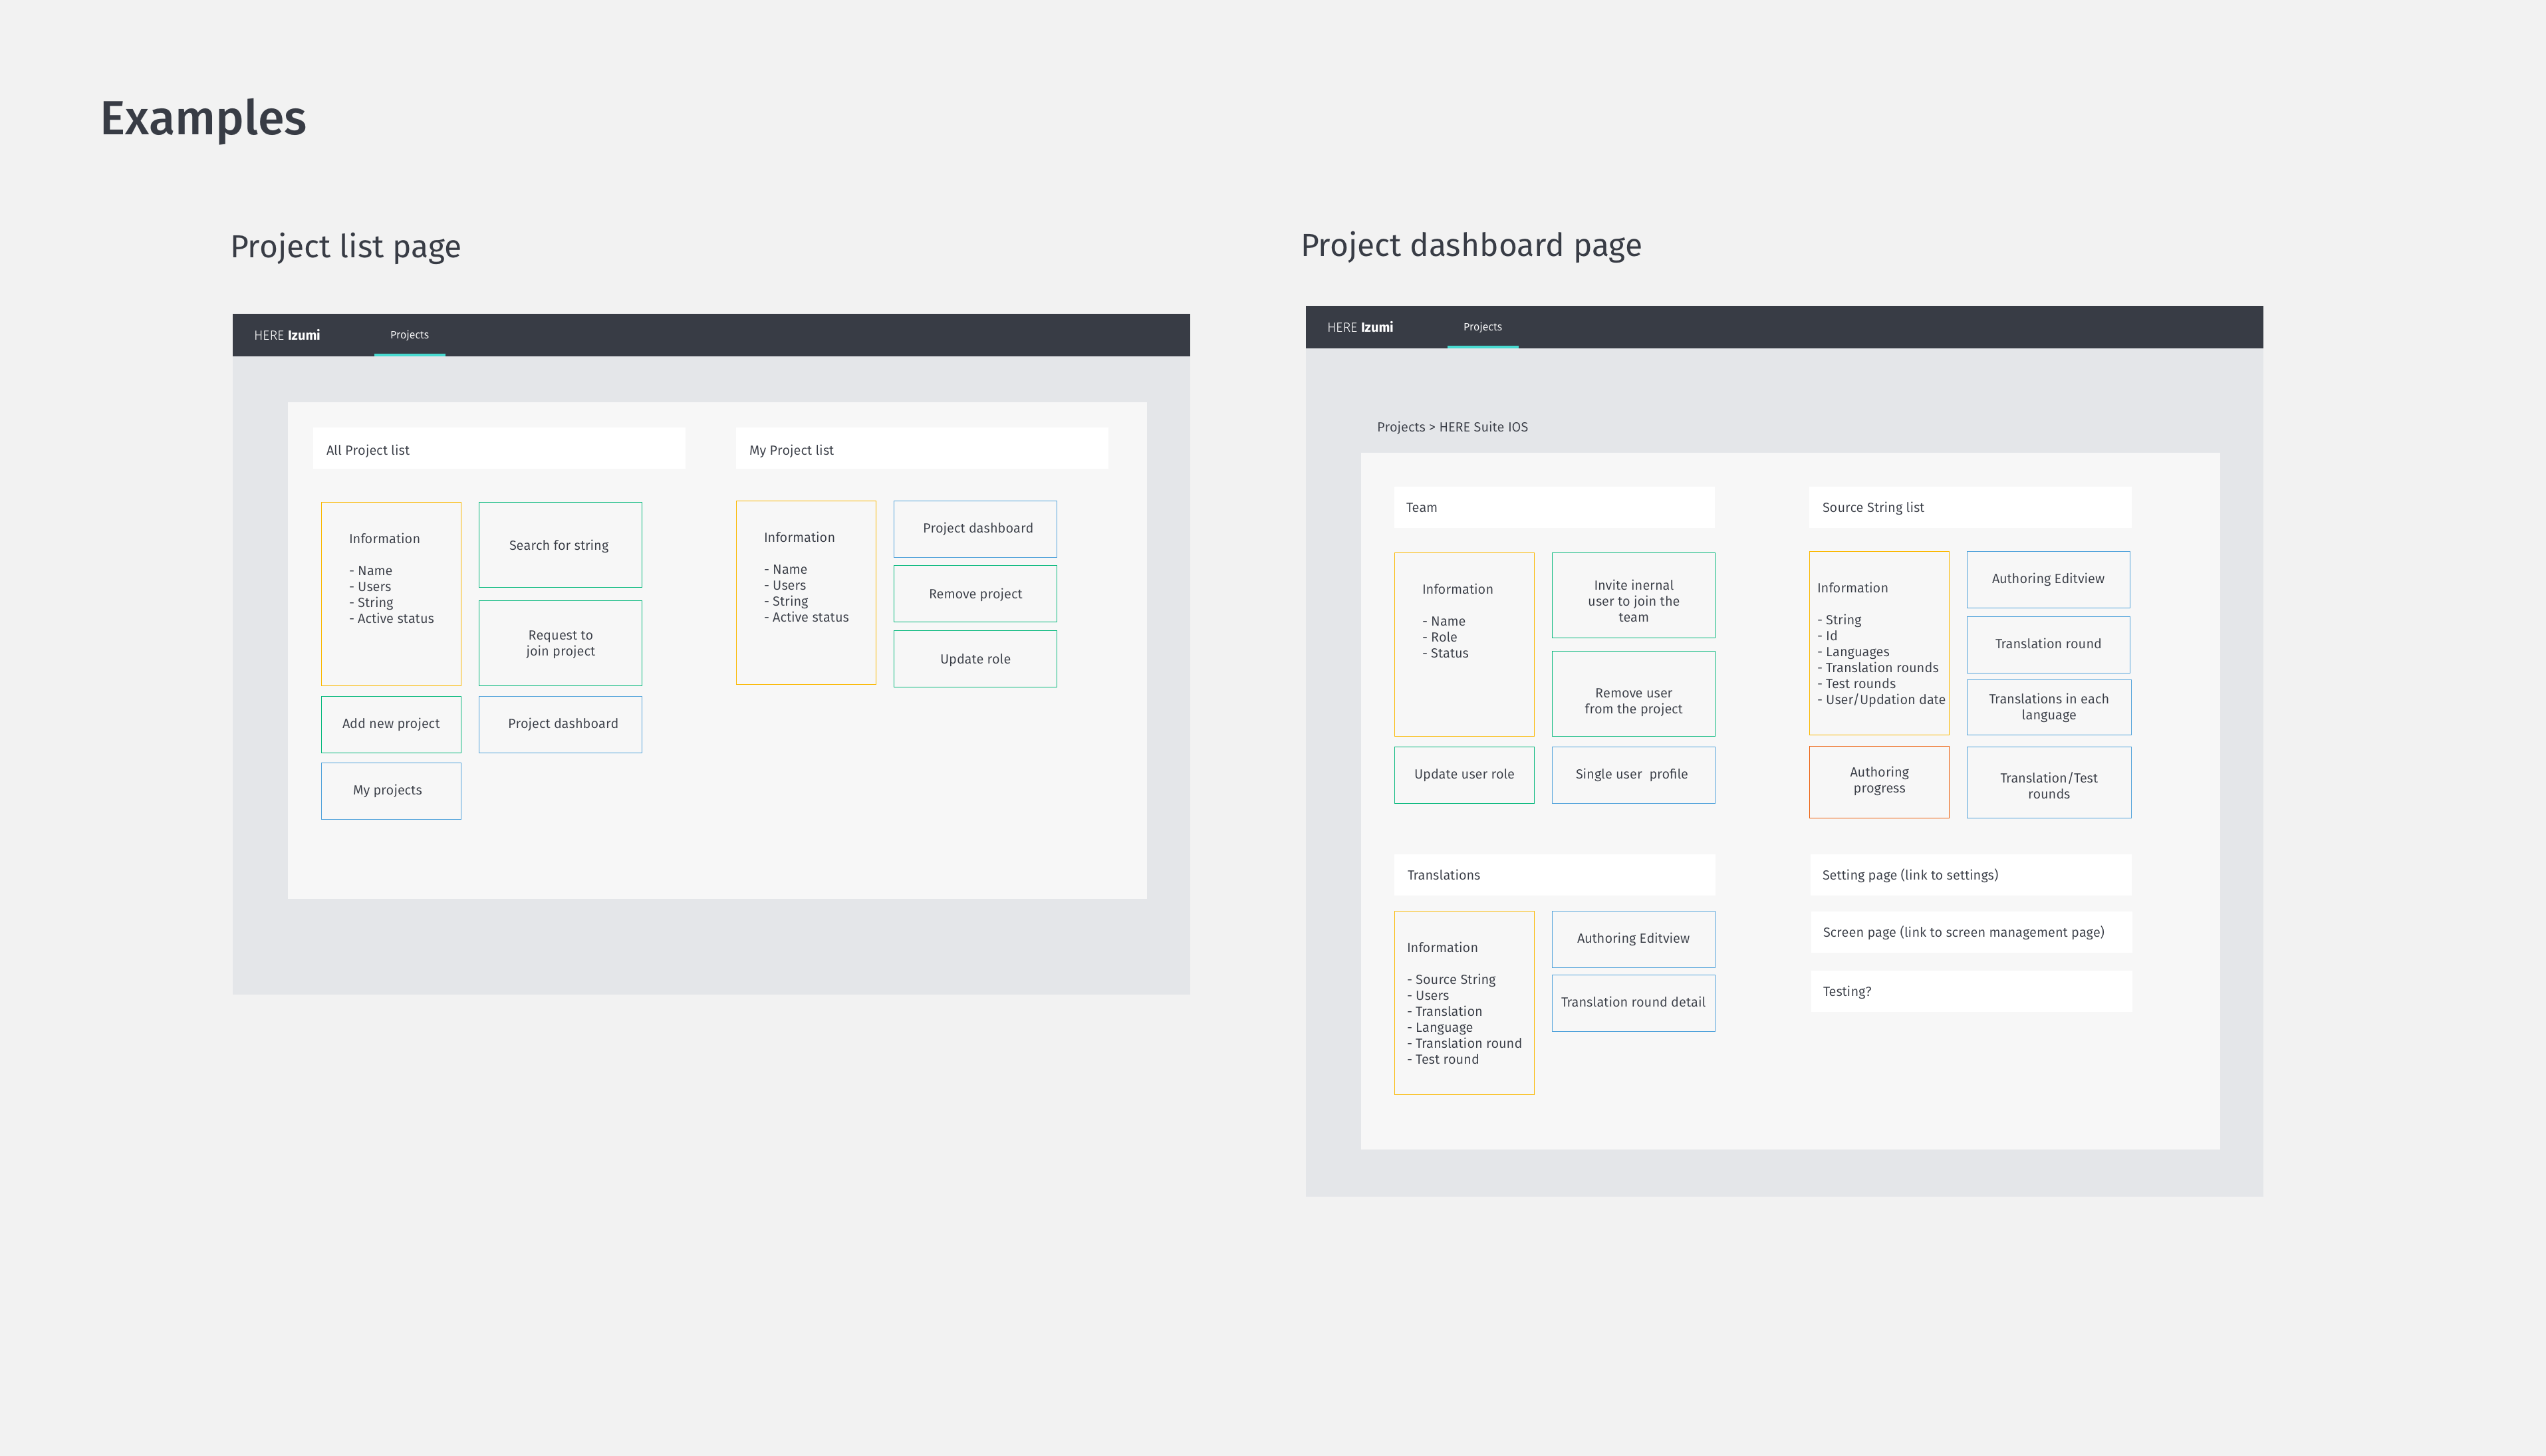 Examples
Project list page
HERE Izumi
Projects
All Project list
Information
- Name
- Users
- String
- Active status
Search for string
Request to
join project
Add new project
Project dashboard
My projects
My Project list
Information
- Name
- Users
- String
- Active status
Project dashboard
Remove project
Update role
Project dashboard page
HERE Izumi
Projects
Projects > HERE Suite IOS
Team
Information
- Name
- Role
- Status
Invite inernal
user to join the
team
Remove user
from the project
Update user role
Single user  profile
Source String list
Information
- String
- Id
- Languages
- Translation rounds
- Test rounds
- User/Updation date
Authoring Editview
Translation round
Translations in each
language
Authoring
progress
Translation/Test
rounds
Translations
Information
- Source String
- Users
- Translation
- Language
- Translation round
- Test round
Authoring Editview
Translation round detail
Setting page (link to settings)
Screen page (link to screen management page)
Testing?